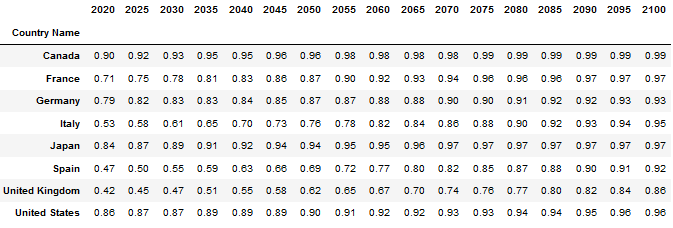 2020 2025 2030 2035 2040 2045 2050 2055 2060 2065 2070 2075 2080 2085 2090 2095 2100
Country Name
Canada 0.90 0.92 0.93 0.95 0.95 0.96 0.96 0.98 0.98 0.98 0.98 0.99 0.99 0.99 0.99 0.99 0.99
France 0.71 0.75 0.78 0.81 0.83 0.86 0.87 0.90 0.92 0.93 0.94 0.96 0.96 0.96 0.97 0.97 0.97
Germany 0.79 0.82 0.83 0.83 0.84 0.85 0.87 0.87 0.88 0.88 0.90 0.90 0.91 0.92 0.92 0.93 0.93
Italy 0.53 0.58 0.61 0.65 0.70 0.73 0.76 0.78 0.82 0.84 0.86 0.88 0.90 0.92 0.93 0.94 0.95
Japan 0.84 0.87 0.89 0.91 0.92 0.94 0.94 0.95 0.95 0.96 0.97 0.97 0.97 0.97 0.97 0.97 0.97
Spain 0.47 0.50 0.55 0.59 0.63 0.66 0.69 0.72 0.77 0.80 0.82 0.85 0.87 0.88 0.90 0.91 0.92
United Kingdom 0.42 0.45 0.47 0.51 0.55 0.58 0.62 0.65 0.67 0.70 0.74 0.76 0.77 0.80 0.82 0.84 0.86
United States 0.86 0.87 0.87 0.89 0.89 0.89 0.90 0.91 0.92 0.92 0.93 0.93 0.94 0.94 0.95 0.96 0.96